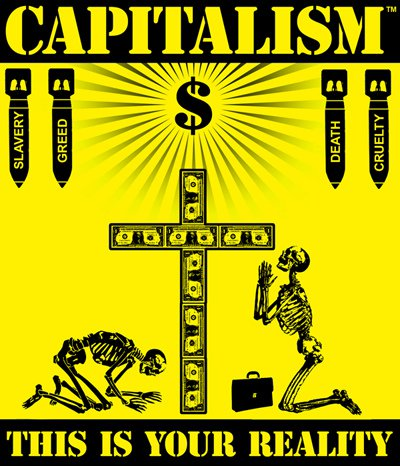 CAPITALISM™
SLAVERY
GREED
$
DEATH
CRUELTY
THIS IS YOUR REALITY